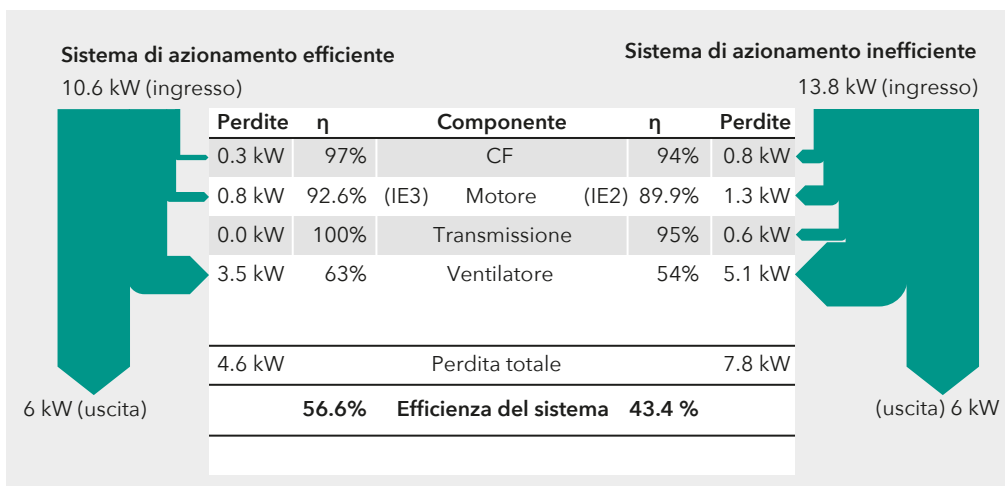 Sistema di azionamento efficiente
10.6 kW (ingresso)
Sistema di azionamento inefficiente
13.8 kW (ingresso)
Perdite η Componente η Perdite
0.3 kW 97% CF 94% 0.8 kW
0.8 kW 92.6% (IE3) Motore (IE2) 89.9% 1.3 kW
0.0 kW 100% Transmissione 95% 0.6 kW
3.5 kW 63% Ventilatore 54% 5.1 kW
4.6 kW Perdita totale 7.8 kW
6 kW (uscita)
56.6% Efficienza del sistema 43.4 %
(uscita) 6 kW